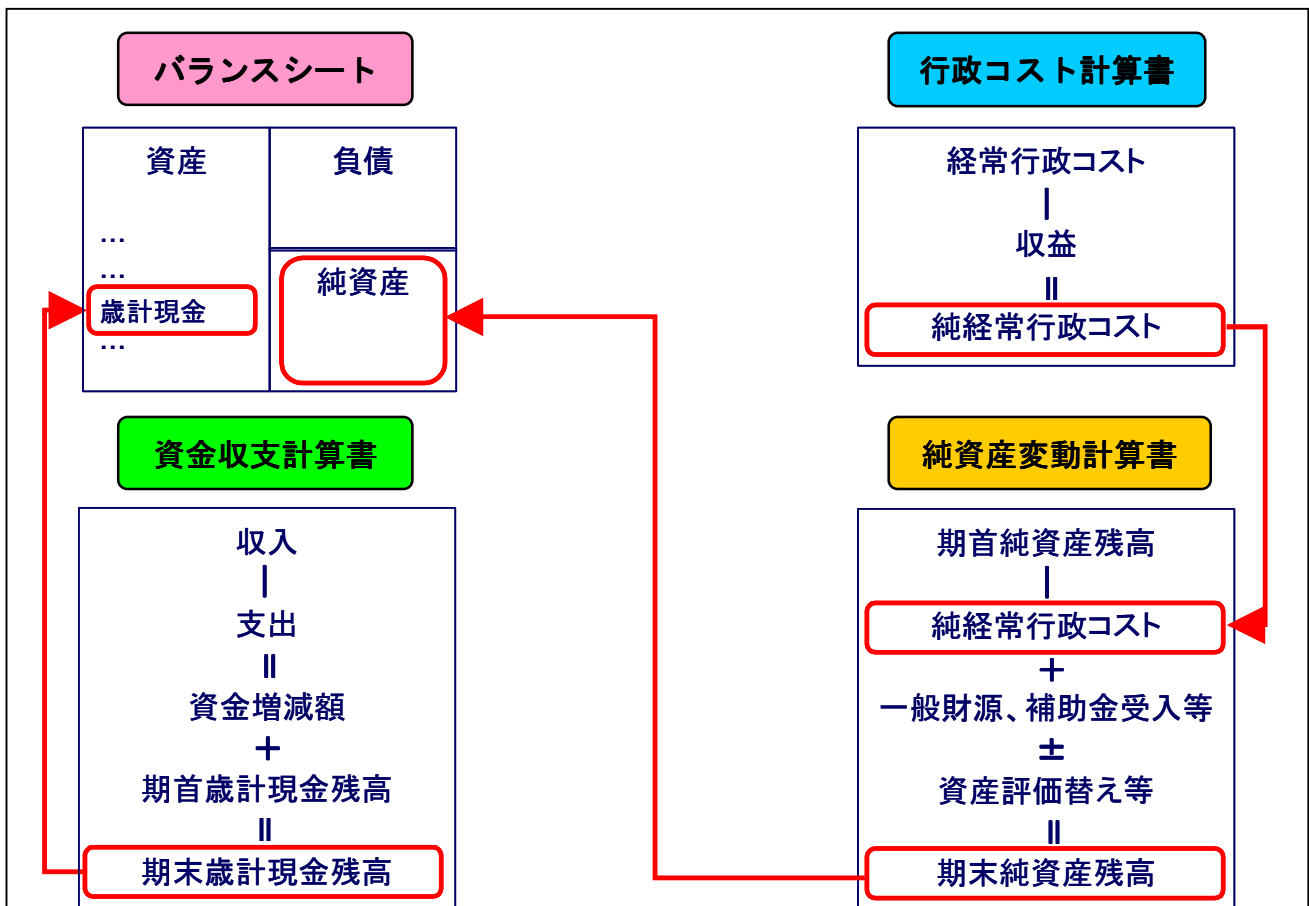 バランスシート
資産
負債
…
…
歳計現金
…
純資産
行政コスト計算書
経常行政コスト
|
収益
||
純経常行政コスト
資金収支計算書
収入
|
支出
||
資金増減額
+
期首歳計現金残高
||
期末歳計現金残高
純資産変動計算書
期首純資産残高
|
純経常行政コスト
+
一般財源、補助金受入等
±
資産評価替え等
||
期末純資産残高